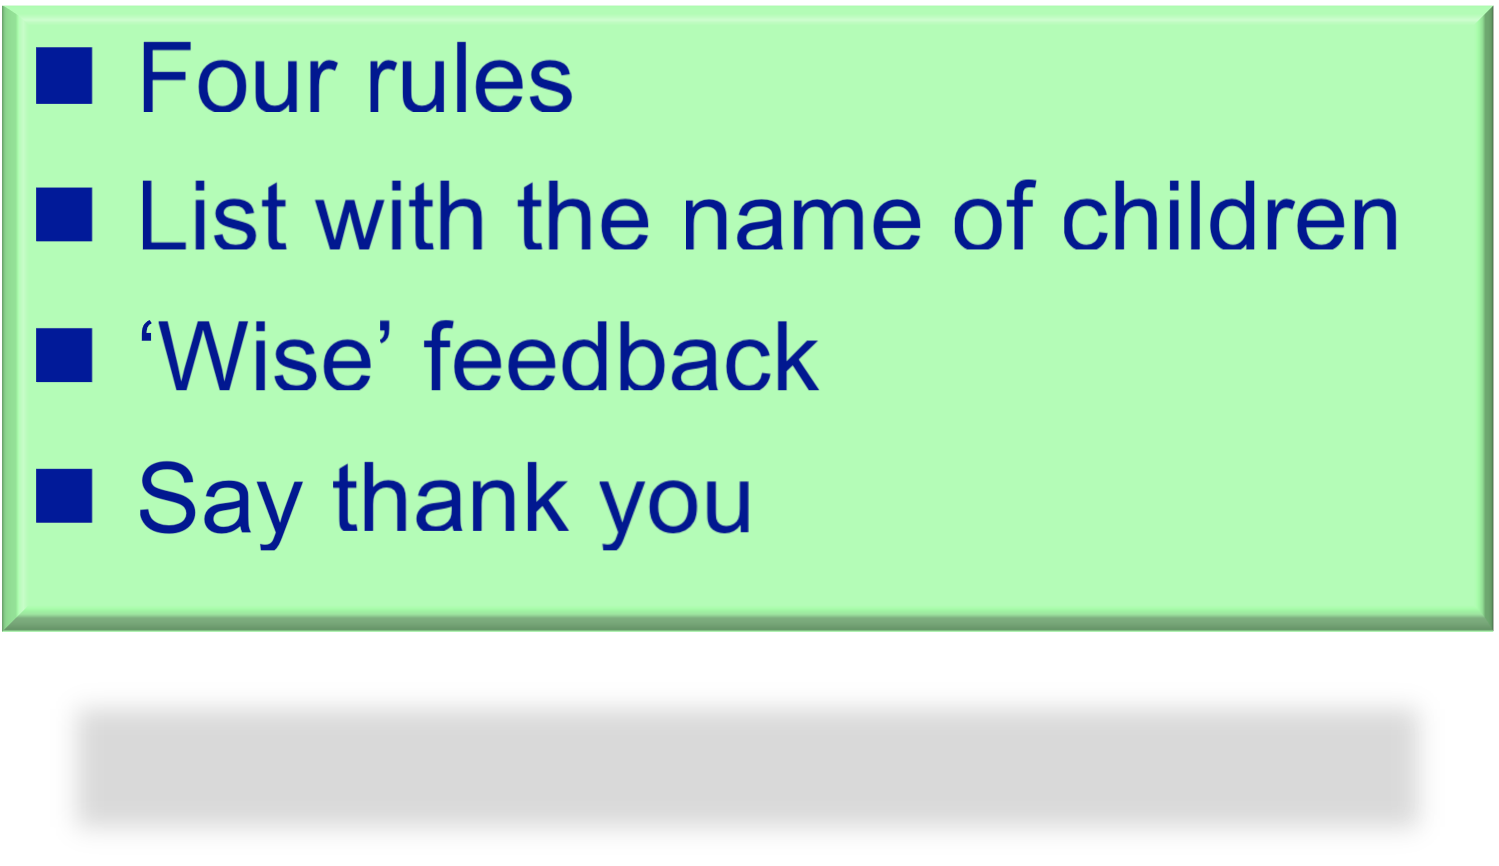 ■ Four rules
■ List with the name of children
■ ‘Wise’ feedback
■ Say thank you